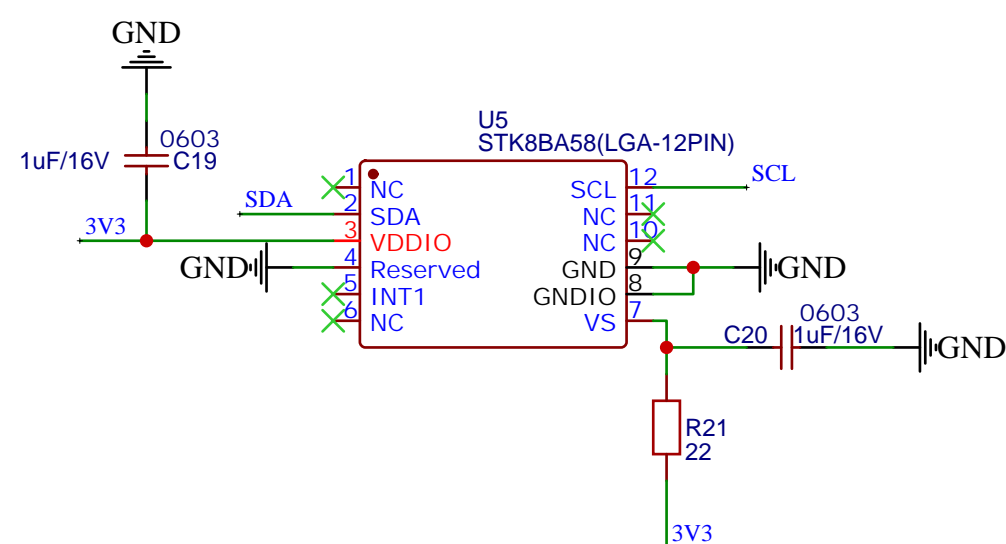 GND
0603
1uF/16V
C19
3V3
SDA
U5
STK8BA58(LGA-12PIN)
1 NC
2 SDA
3 VDDIO
4 Reserved
5 INT1
6 NC
GND
SCL 12
NC 11
NC 10
GND 9
GNDIO 8
VS 7
SCL
GND
0603
C20
1uF/16V
GND
R21
22
3V3